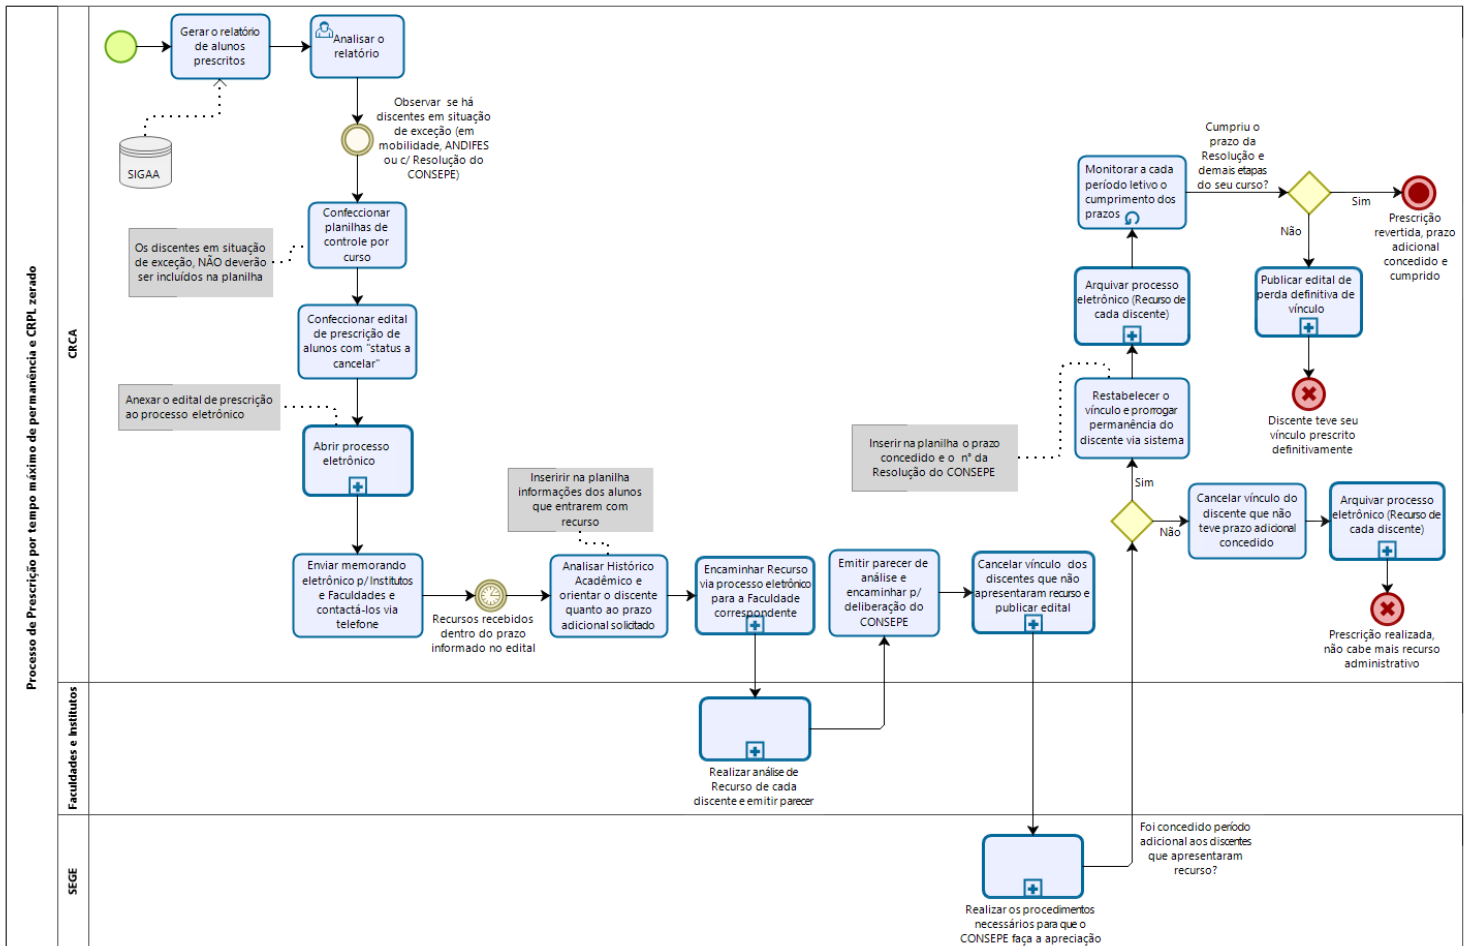 Processo de Prescrição por tempo máximo de permanência e CRPL zerado
CRCA
Gerar o relatório
de alunos
prescritos
Analisar o
relatório
SIGAA
Observar se há
discentes em situação
de exceção (em
mobilidade, ANDIFES
ou c/ Resolução do
CONSEPE)
Confeccionar
planilhas de
controle por
curso
Os discentes em situação
de exceção, NÃO deverão
ser incluídos na planilha
Confeccionar edital
de prescrição de
alunos com "status a
cancelar"
Anexar o edital de prescrição
ao processo eletrônico
Abrir processo
eletrônico
Enviar memorando
eletrônico p/ Institutos
e Faculdades e
contactá-los via
telefone
Recursos recebidos
dentro do prazo
informado no edital
Inseririr na planilha
informações dos alunos
que entrarem com
recurso
Analisar Histórico
Acadêmico e
orientar o discente
quanto ao prazo
adicional solicitado
Encaminhar Recurso
via processo eletrônico
para a Faculdade
correspondente
Emitir parecer de
análise e
encaminhar p/
deliberação do
CONSEPE
Cancelar vínculo dos
discentes que não
apresentaram recurso e
publicar edital
Inserir na planilha o prazo
concedido e o n° da
Resolução do CONSEPE
Restabelecer o
vínculo e prorrogar
permanência do
discente via sistema
Sim
Não
Cancelar vínculo do
discente que não
teve prazo adicional
concedido
Arquivar processo
eletrônico (Recurso de
cada discente)
Prescrição realizada,
não cabe mais recurso
administrativo
Arquivar processo
eletrônico (Recurso de
cada discente)
Monitorar a cada
período letivo o
cumprimento dos
prazos
Cumpriu o
prazo da
Resolução e
demais etapas
do seu curso?
Sim
Não
Prescrição
revertida, prazo
adicional
concedido e
cumprido
Publicar edital de
perda definitiva de
vínculo
Discente teve seu
vínculo prescrito
definitivamente
Faculdades e Institutos
Realizar análise de
Recurso de cada
discente e emitir parecer
SEGE
Foi concedido período
adicional aos discentes
que apresentaram
recurso?
Realizar os procedimentos
necessários para que o
CONSEPE faça a apreciação